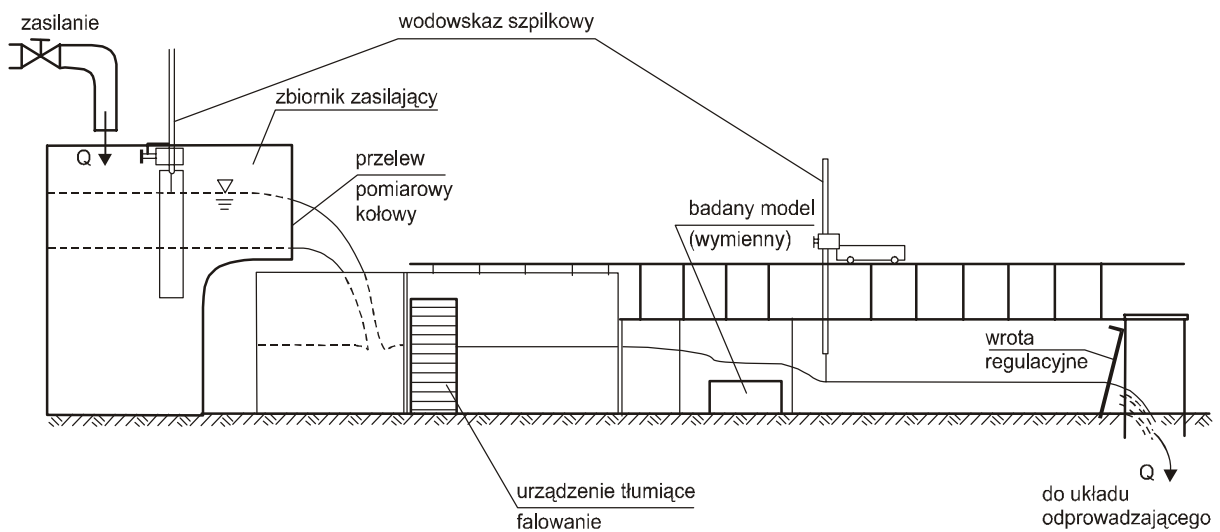 zasilanie
wodowskaz szpilkowy
zbiornik zasilający
Q
przelew
pomiarowy
kołowy
badany model
(wymienny)
wrota
regulacyjne
urządzenie tłumiące
falowanie
Q
do układu
odprowadzającego